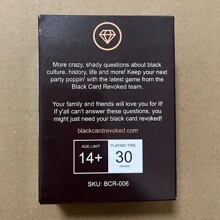 More crazy, shady questions about black
culture, history, life and more! Keep your next
party poppin' with the latest game from the
Black Card Revoked team.
Your family and friends will love you for it!
If y'all can't answer these questions, you
might just need your black card revoked!
blackcardrevoked.com
AGE LIMIT
14+
PLAYING TIME
30
SKU: BCR-006